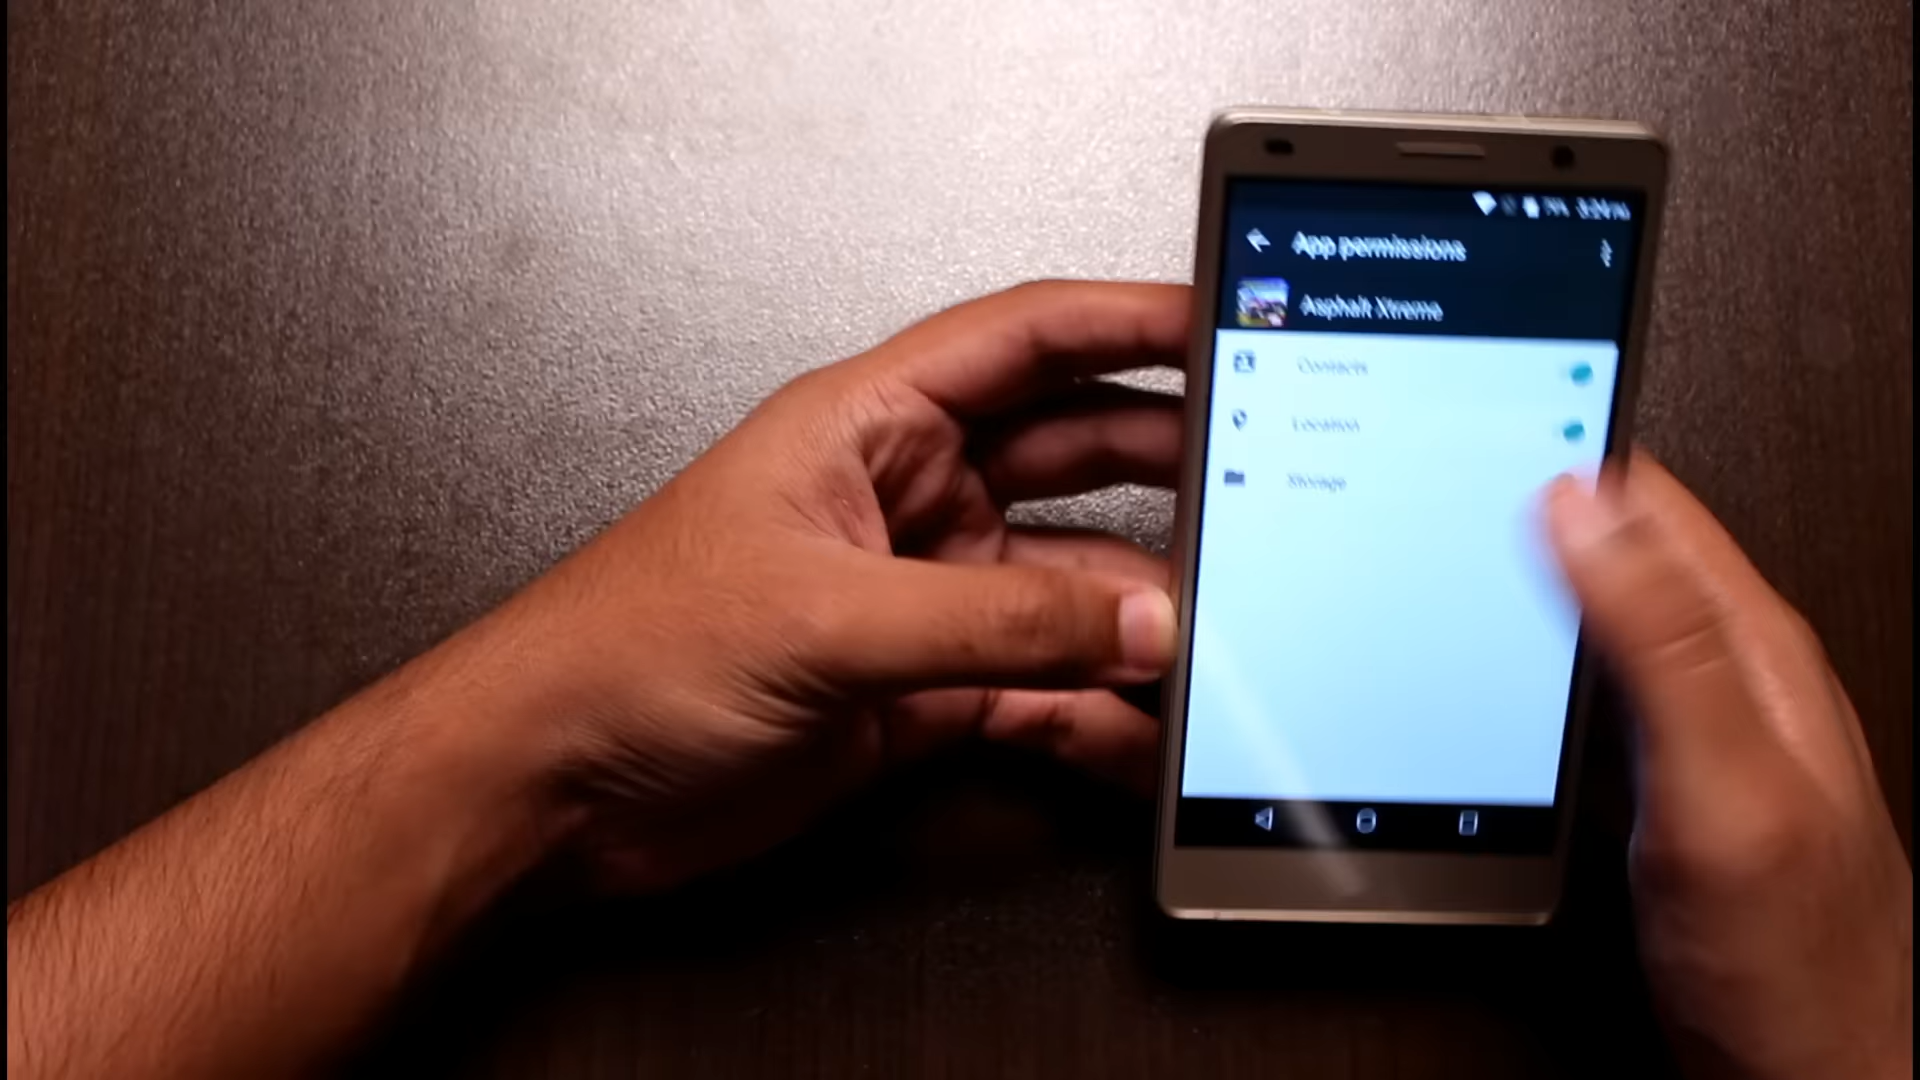 App permissions
Asphalt Xtreme
Contacts
Location
Storage